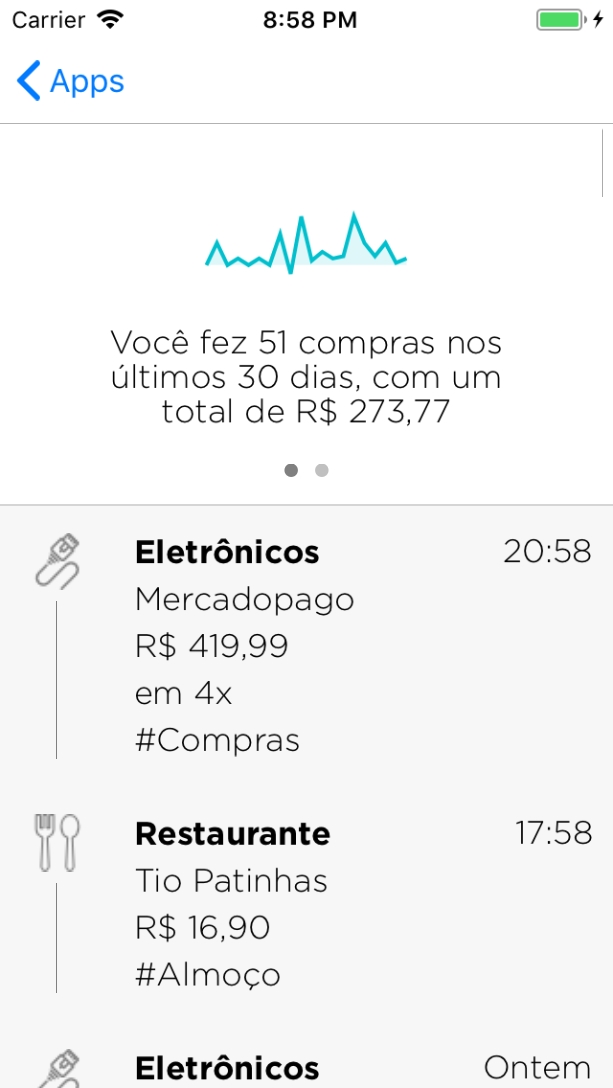 Carrier 8:58 PM
Apps
Você fez 51 compras nos
últimos 30 dias, com um
total de R$ 273,77
Eletrônicos 20:58
Mercadopago
R$ 419,99
em 4x
#Compras
Restaurante 17:58
Tio Patinhas
R$ 16,90
#Almoço
Eletrônicos Ontem